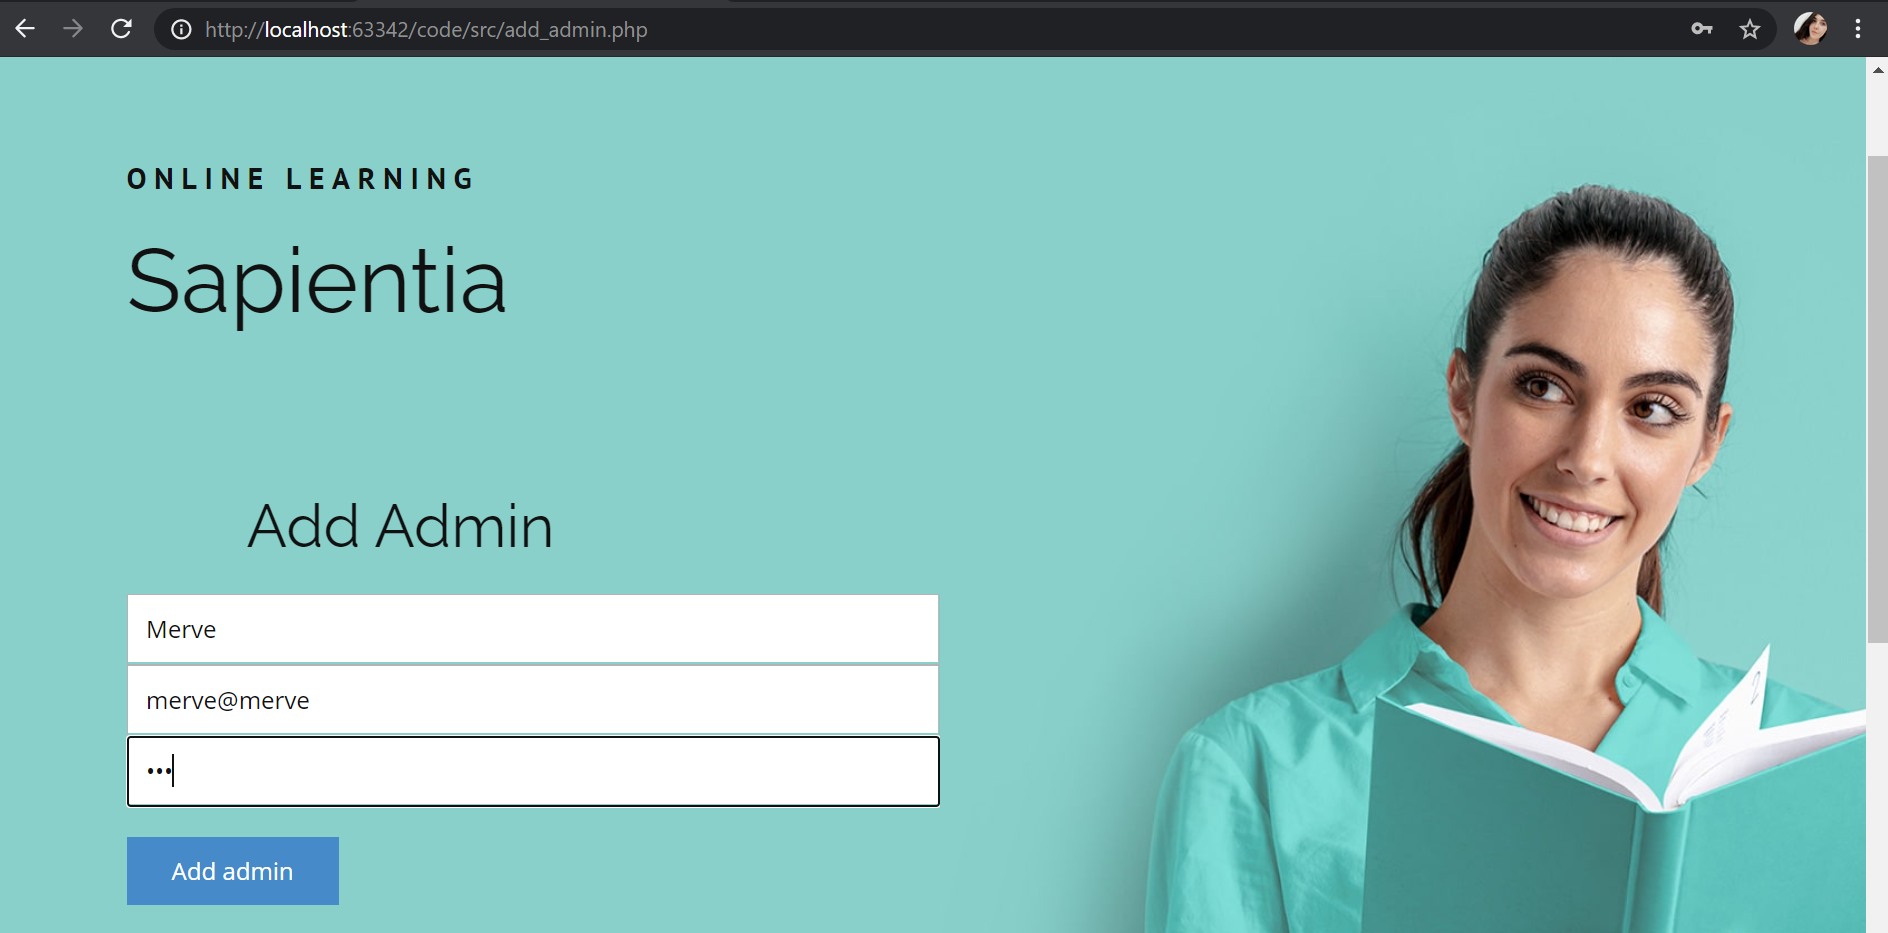 http://localhost:63342/code/src/add_admin.php
ONLINE LEARNING
Sapientia
Add Admin
Merve
merve@merve
•••
Add admin